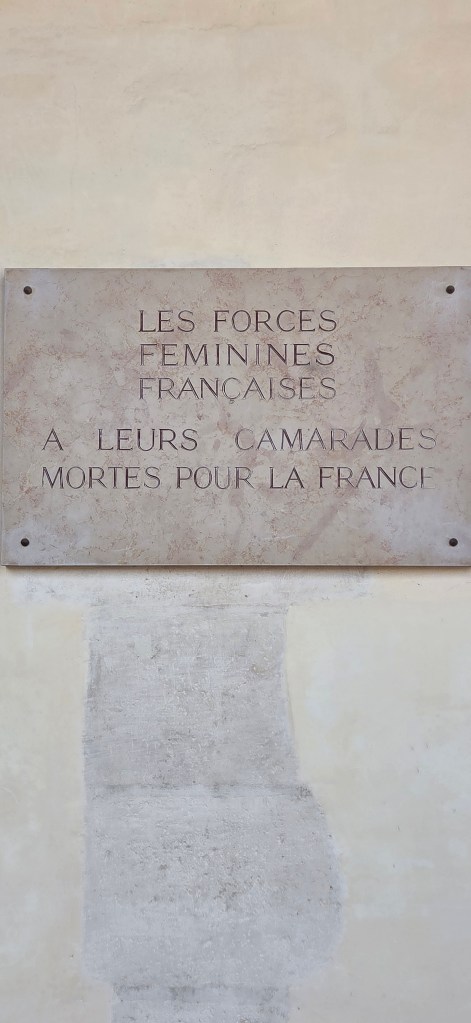 LES FORCES
FEMININES
FRANÇAISES
A LEURS CAMARADES
MORTES POUR LA FRANCE